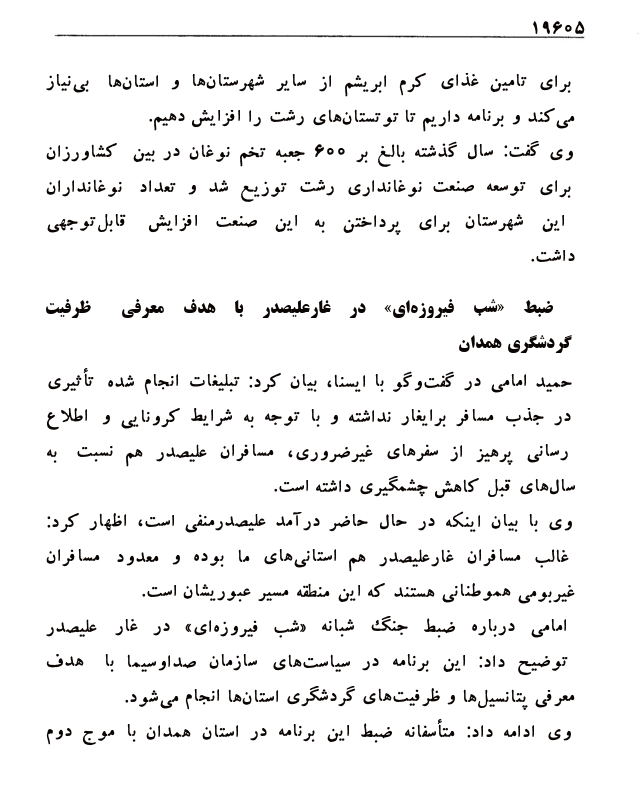 ۱۹۶۰۵
برای تامین غذای کرم ابریشم از سایر شهرستان‌ها و استان‌ها بی‌نیاز
می‌کند و برنامه داریم تا توتستان‌های رشت را افزایش دهیم.
وی گفت: سال گذشته بالغ بر ۶۰۰ جعبه تخم نوغان در بین کشاورزان
برای توسعه صنعت نوغانداری رشت توزیع شد و تعداد نوغانداران
این شهرستان برای پرداختن به این صنعت افزایش قابل‌توجهی
داشت.
ضبط «شب فیروزه‌ای» در غارعلیصدر با هدف معرفی ظرفیت
گردشگری همدان
حمید امامی در گفت‌وگو با ایسنا، بیان کرد: تبلیغات انجام شده تأثیری
در جذب مسافر برایغار نداشته و با توجه به شرایط کرونایی و اطلاع
رسانی پرهیز از سفرهای غیرضروری، مسافران علیصدر هم نسبت به
سال‌های قبل کاهش چشمگیری داشته است.
وی با بیان اینکه در حال حاضر درآمد علیصدرمنفی است، اظهار کرد:
غالب مسافران غارعلیصدر هم استانی‌های ما بوده و معدود مسافران
غیربومی هموطنانی هستند که این منطقه مسیر عبوریشان است.
امامی درباره ضبط جنگ شبانه «شب فیروزه‌ای» در غار علیصدر
توضیح داد: این برنامه در سیاست‌های سازمان صداوسیما با هدف
معرفی پتانسیل‌ها و ظرفیت‌های گردشگری استان‌ها انجام می‌شود.
وی ادامه داد: متأسفانه ضبط این برنامه در استان همدان با موج دوم